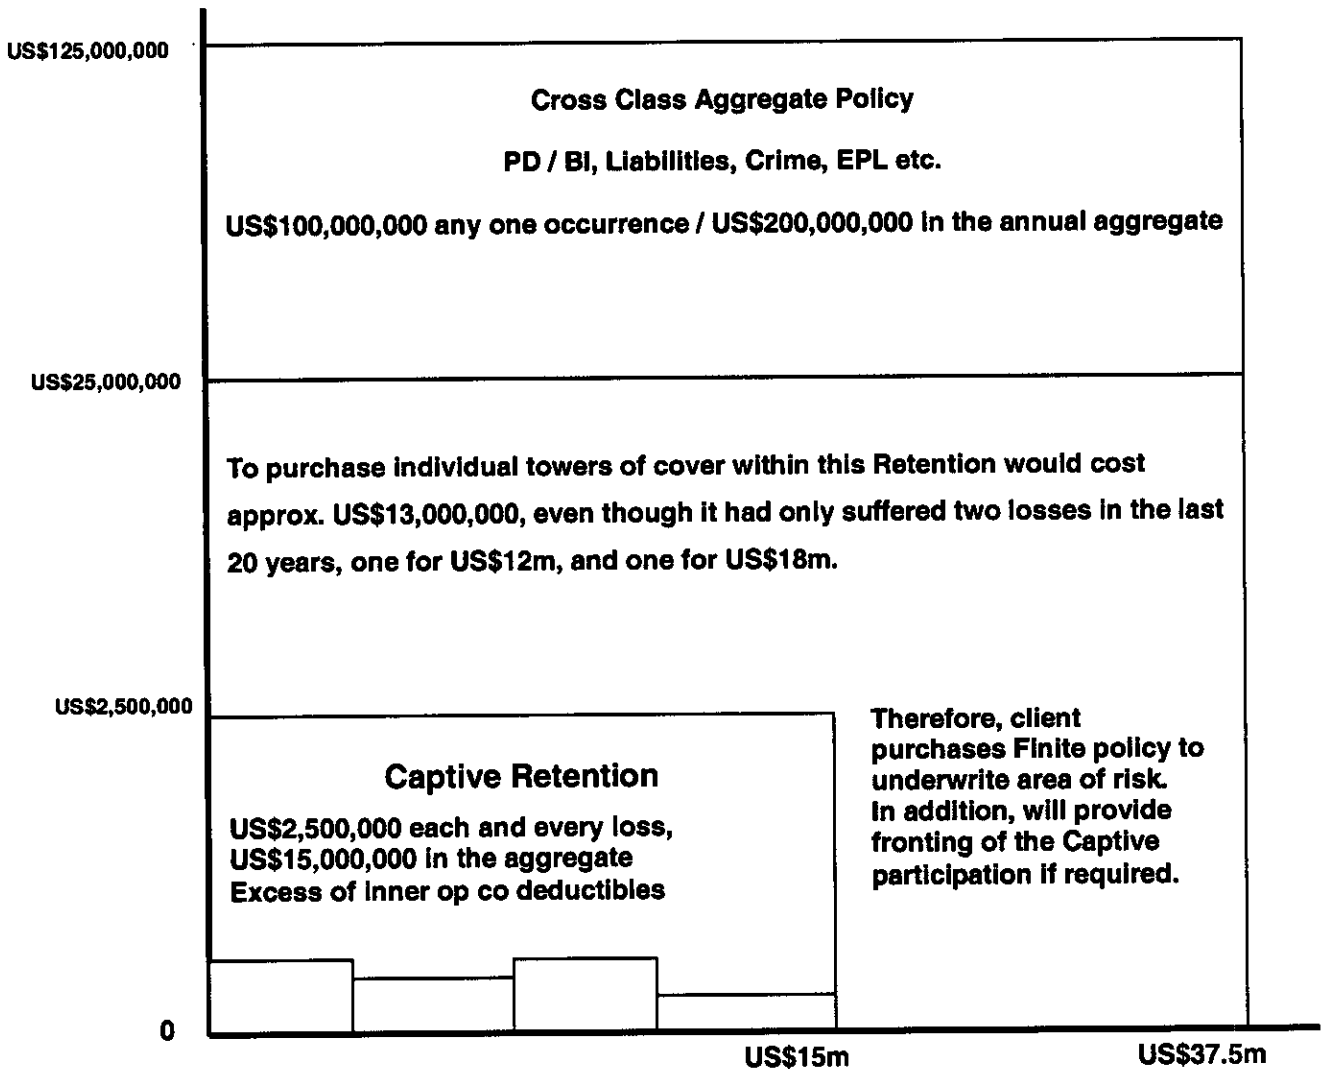 US$125,000,000
Cross Class Aggregate Policy
PD / BI, Liabilities, Crime, EPL etc.
US$100,000,000 any one occurrence / US$200,000,000 in the annual aggregate
US$25,000,000
To purchase individual towers of cover within this Retention would cost
approx. US$13,000,000, even though it had only suffered two losses in the last
20 years, one for US$12m, and one for US$18m.
US$2,500,000
Captive Retention
US$2,500,000 each and every loss,
US$15,000,000 in the aggregate
Excess of inner op co deductibles
Therefore, client
purchases Finite policy to
underwrite area of risk.
In addition, will provide
fronting of the Captive
participation if required.
0
US$15m
US$37.5m